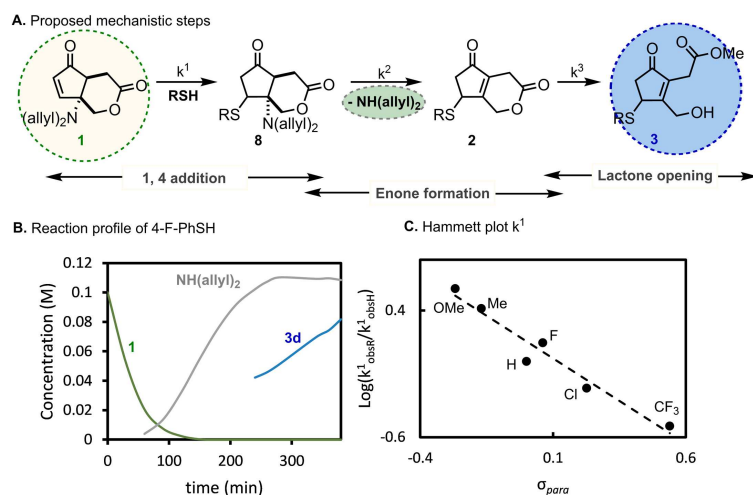 A. Proposed mechanistic steps
O
O
O
N
(allyl)₂
1
k¹
RSH
O
O
O
RS
N(allyl)₂
8
k²
- NH(allyl)₂
O
O
O
RS
2
k³
O
O
OMe
OH
RS
3
1, 4 addition
Enone formation
Lactone opening
B. Reaction profile of 4-F-PhSH
Concentration (M)
0.12
0.1
0.08
0.06
0.04
0.02
0
0
100
200
300
time (min)
NH(allyl)₂
1
3d
C. Hammett plot k¹
Log(k¹obsR/k¹obsH)
0.4
-0.6
-0.4
0.1
0.6
σpara
OMe
Me
H
F
Cl
CF₃